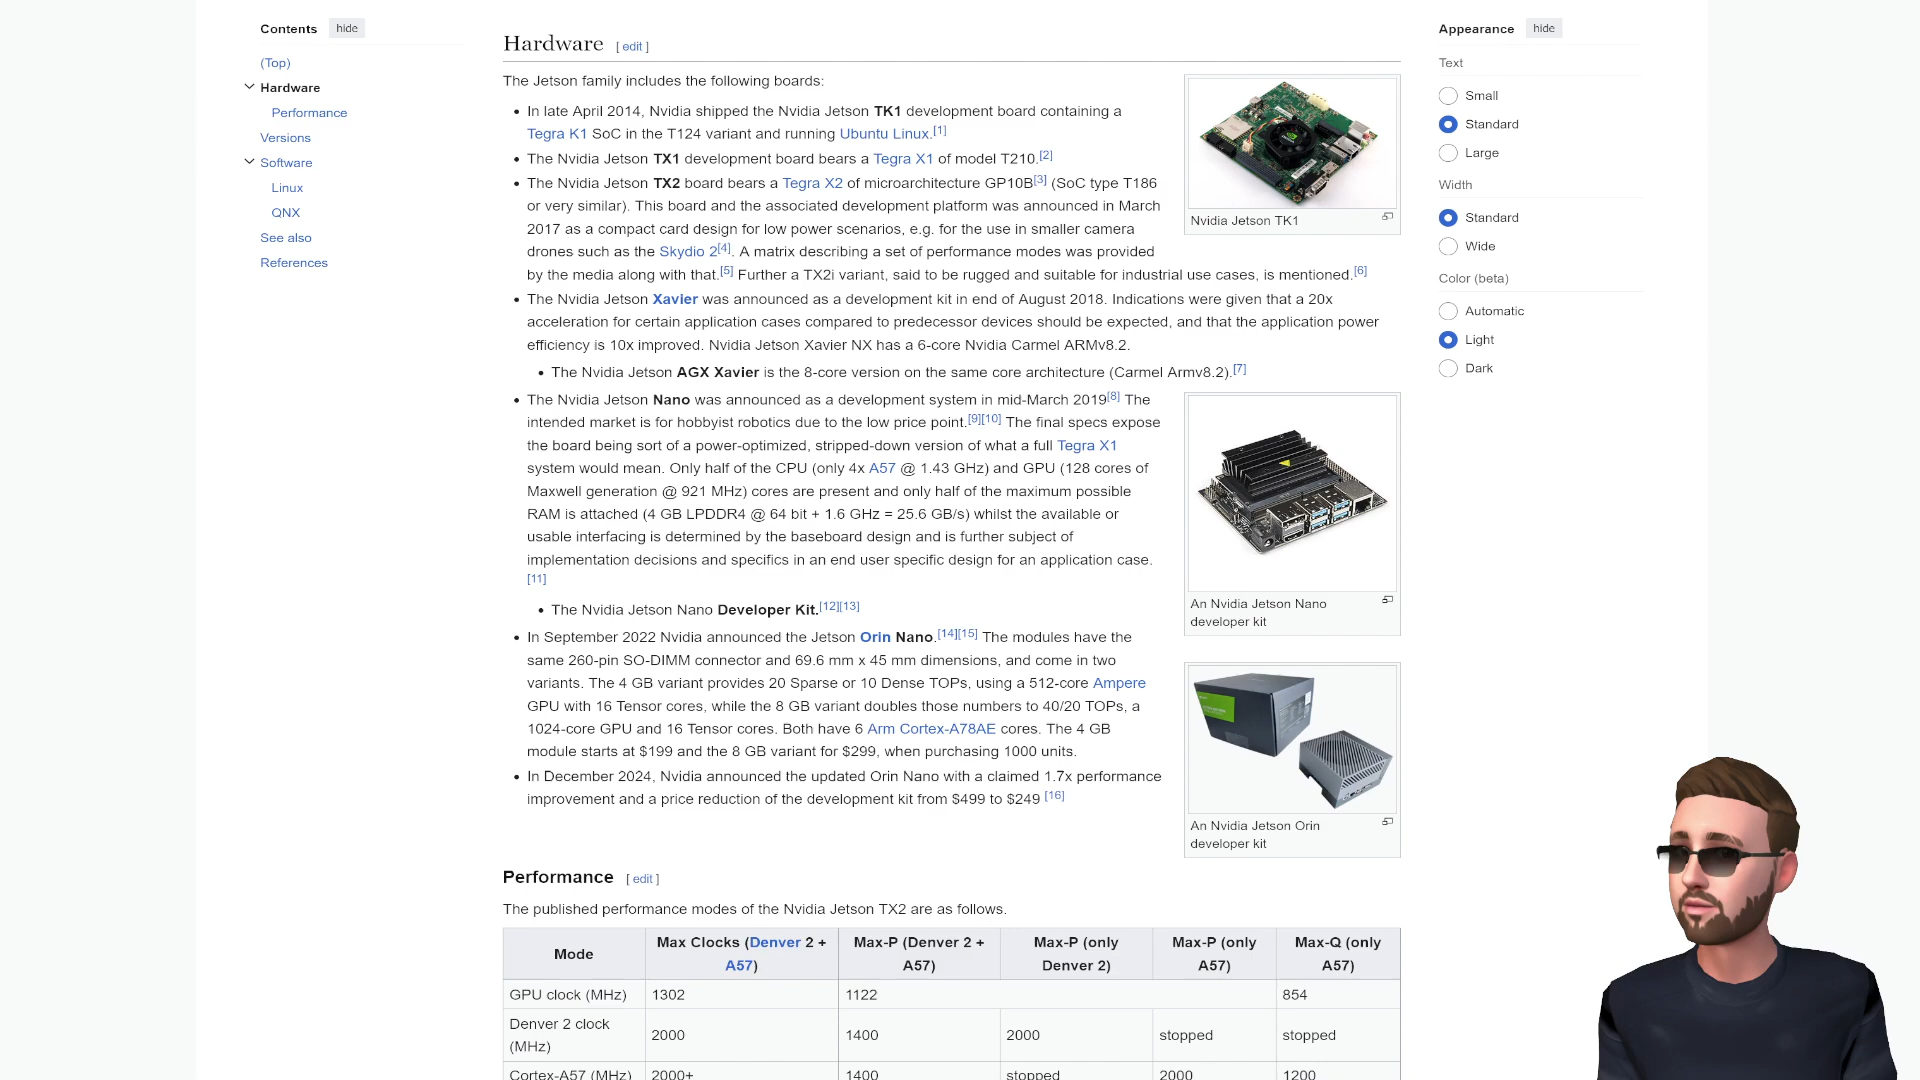 Contents hide
(Top)
Hardware
Performance
Versions
Software
Linux
QNX
See also
References
Hardware [ edit ]
The Jetson family includes the following boards:
• In late April 2014, Nvidia shipped the Nvidia Jetson TK1 development board containing a
Tegra K1 SoC in the T124 variant and running Ubuntu Linux.[1]
• The Nvidia Jetson TX1 development board bears a Tegra X1 of model T210.[2]
• The Nvidia Jetson TX2 board bears a Tegra X2 of microarchitecture GP10B[3] (SoC type T186
or very similar). This board and the associated development platform was announced in March
2017 as a compact card design for low power scenarios, e.g. for the use in smaller camera
drones such as the Skydio 2[4]. A matrix describing a set of performance modes was provided
by the media along with that.[5] Further a TX2i variant, said to be rugged and suitable for industrial use cases, is mentioned.[6]
• The Nvidia Jetson Xavier was announced as a development kit in end of August 2018. Indications were given that a 20x
acceleration for certain application cases compared to predecessor devices should be expected, and that the application power
efficiency is 10x improved. Nvidia Jetson Xavier NX has a 6-core Nvidia Carmel ARMv8.2.
• The Nvidia Jetson AGX Xavier is the 8-core version on the same core architecture (Carmel Armv8.2).[7]
• The Nvidia Jetson Nano was announced as a development system in mid-March 2019[8] The
intended market is for hobbyist robotics due to the low price point.[9][10] The final specs expose
the board being sort of a power-optimized, stripped-down version of what a full Tegra X1
system would mean. Only half of the CPU (only 4x A57 @ 1.43 GHz) and GPU (128 cores of
Maxwell generation @ 921 MHz) cores are present and only half of the maximum possible
RAM is attached (4 GB LPDDR4 @ 64 bit + 1.6 GHz = 25.6 GB/s) whilst the available or
usable interfacing is determined by the baseboard design and is further subject of
implementation decisions and specifics in an end user specific design for an application case.
[11]
• The Nvidia Jetson Nano Developer Kit.[12][13]
• In September 2022 Nvidia announced the Jetson Orin Nano.[14][15] The modules have the
same 260-pin SO-DIMM connector and 69.6 mm x 45 mm dimensions, and come in two
variants. The 4 GB variant provides 20 Sparse or 10 Dense TOPs, using a 512-core Ampere
GPU with 16 Tensor cores, while the 8 GB variant doubles those numbers to 40/20 TOPs, a
1024-core GPU and 16 Tensor cores. Both have 6 Arm Cortex-A78AE cores. The 4 GB
module starts at $199 and the 8 GB variant for $299, when purchasing 1000 units.
• In December 2024, Nvidia announced the updated Orin Nano with a claimed 1.7x performance
improvement and a price reduction of the development kit from $499 to $249 [16]
Nvidia Jetson TK1
An Nvidia Jetson Nano
developer kit
An Nvidia Jetson Orin
developer kit
Performance [ edit ]
The published performance modes of the Nvidia Jetson TX2 are as follows.
Mode Max Clocks (Denver 2 + A57) Max-P (Denver 2 + A57) Max-P (only Denver 2) Max-P (only A57) Max-Q (only A57)
GPU clock (MHz) 1302 1122 854
Denver 2 clock (MHz) 2000 1400 2000 stopped stopped
Cortex-A57 (MHz) 2000+ 1400 stopped 2000 1200
Appearance hide
Text
Small
Standard
Large
Width
Standard
Wide
Color (beta)
Automatic
Light
Dark